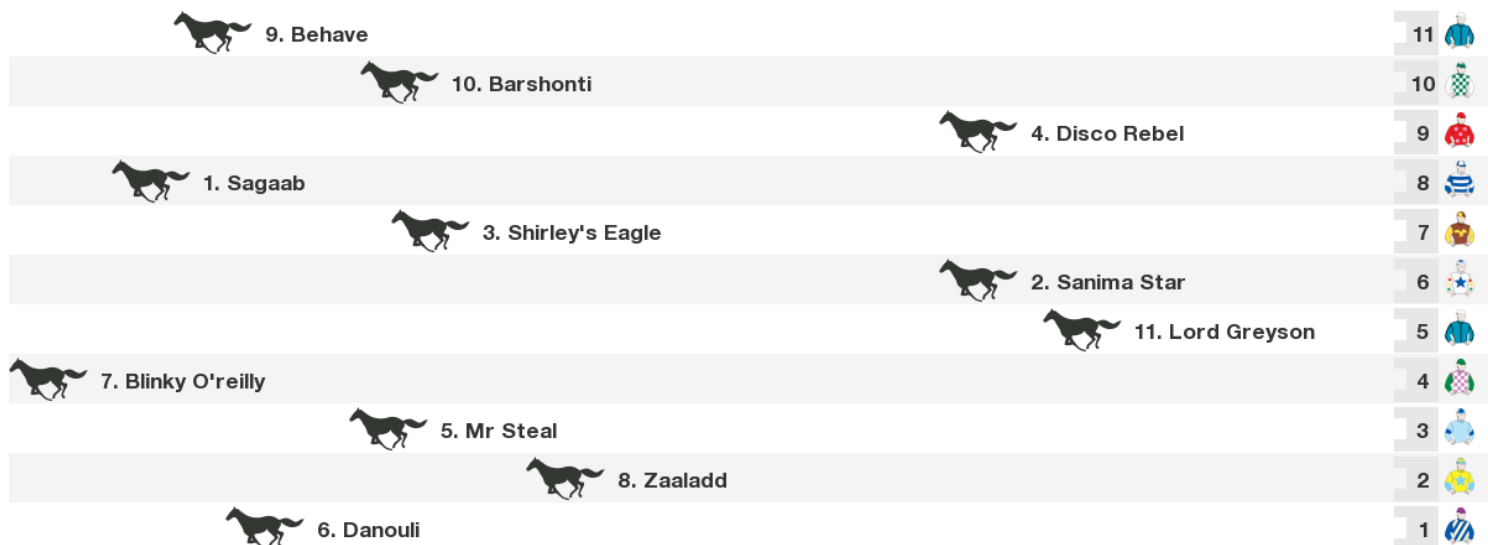 9. Behave 11
10. Barshonti 10
4. Disco Rebel 9
1. Sagaab 8
3. Shirley's Eagle 7
2. Sanima Star 6
11. Lord Greyson 5
7. Blinky O'reilly 4
5. Mr Steal 3
8. Zaaladd 2
6. Danouli 1